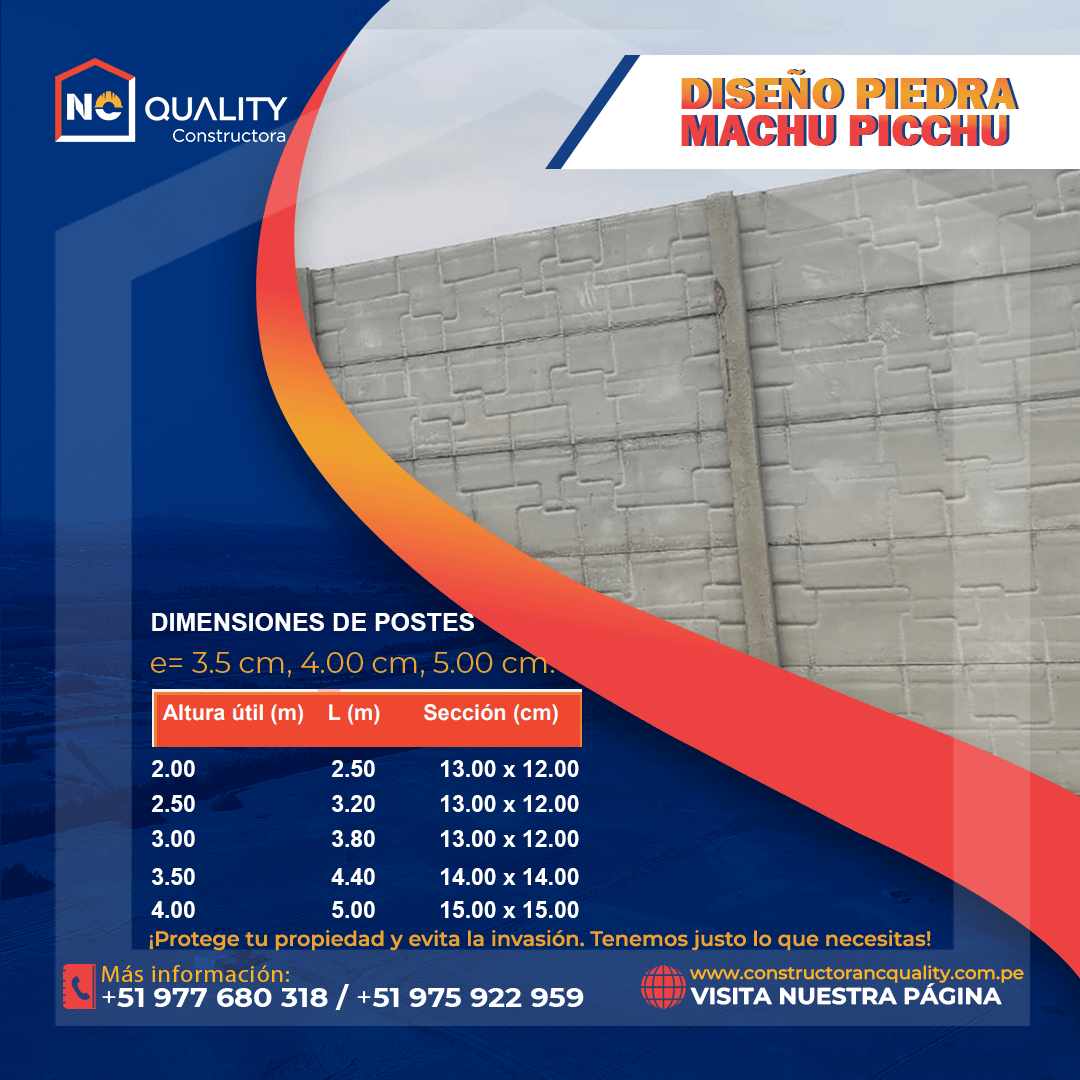 NC QUALITY
Constructora
DISEÑO PIEDRA
MACHU PICCHU
DIMENSIONES DE POSTES
e= 3.5 cm, 4.00 cm, 5.00 cm.
Altura útil (m) L (m) Sección (cm)
2.00 2.50 13.00 x 12.00
2.50 3.20 13.00 x 12.00
3.00 3.80 13.00 x 12.00
3.50 4.40 14.00 x 14.00
4.00 5.00 15.00 x 15.00
¡Protege tu propiedad y evita la invasión. Tenemos justo lo que necesitas!
Más información:
+51 977 680 318 / +51 975 922 959
www.constructorancquality.com.pe
VISITA NUESTRA PÁGINA